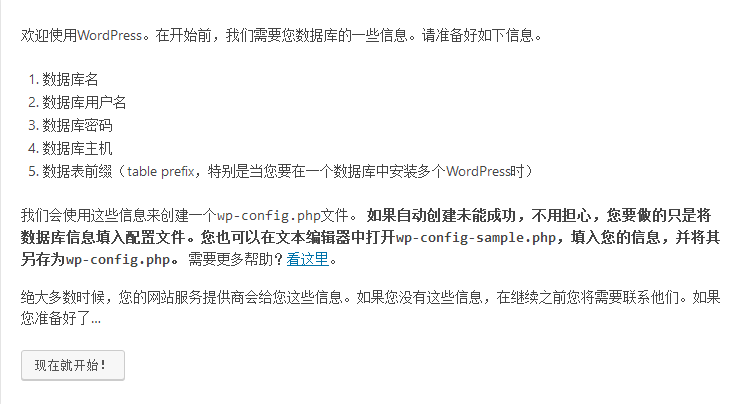 欢迎使用WordPress。在开始前，我们需要您数据库的一些信息。请准备好如下信息。
1. 数据库名
2. 数据库用户名
3. 数据库密码
4. 数据库主机
5. 数据表前缀（table prefix，特别是当您要在一个数据库中安装多个WordPress时）
我们会使用这些信息来创建一个wp-config.php文件。 如果自动创建未能成功，不用担心，您要做的只是将
数据库信息填入配置文件。您也可以在文本编辑器中打开wp-config-sample.php，填入您的信息，并将其
另存为wp-config.php。 需要更多帮助？看这里。
绝大多数时候，您的网站服务提供商会给您这些信息。如果您没有这些信息，在继续之前您将需要联系他们。如果
您准备好了…
现在就开始！